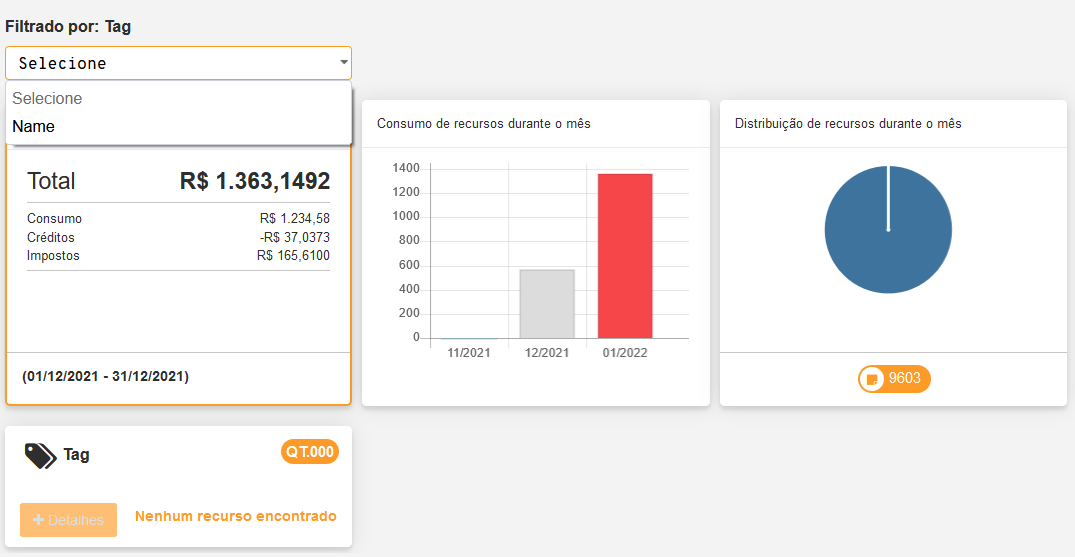 Filtrado por: Tag
Selecione
Selecione
Name
Total R$ 1.363,1492
Consumo R$ 1.234,58
Créditos -R$ 37,0373
Impostos R$ 165,6100
(01/12/2021 - 31/12/2021)
Consumo de recursos durante o mês
1400
1200
1000
800
600
400
200
0
11/2021 12/2021 01/2022
Distribuição de recursos durante o mês
9603
Tag QT.000
+ Detalhes Nenhum recurso encontrado